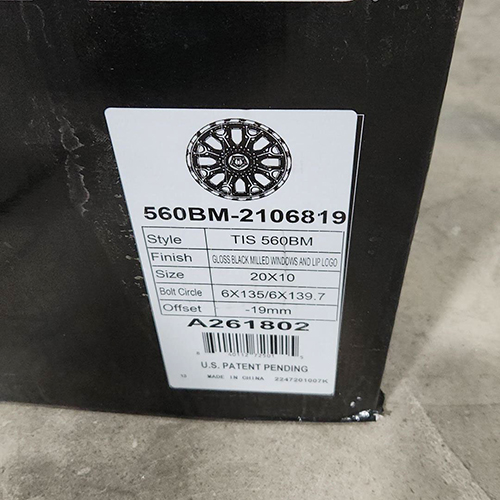 560BM-2106819
Style TIS 560BM
Finish GLOSS BLACK MILLED WINDOWS AND LIP LOGO
Size 20X10
Bolt Circle 6X135/6X139.7
Offset -19mm
A261802
U.S. PATENT PENDING
MADE IN CHINA 2247201007K